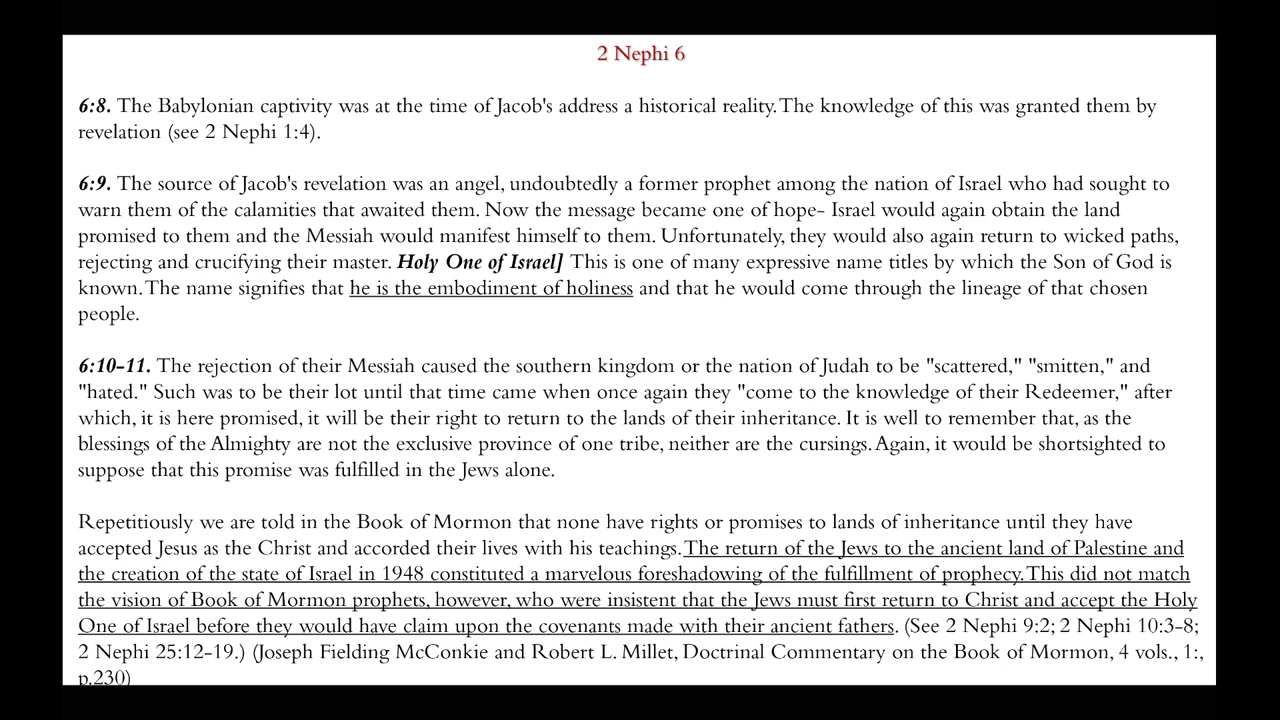 2 Nephi 6
6:8. The Babylonian captivity was at the time of Jacob's address a historical reality. The knowledge of this was granted them by
revelation (see 2 Nephi 1:4).
6:9. The source of Jacob's revelation was an angel, undoubtedly a former prophet among the nation of Israel who had sought to
warn them of the calamities that awaited them. Now the message became one of hope- Israel would again obtain the land
promised to them and the Messiah would manifest himself to them. Unfortunately, they would also again return to wicked paths,
rejecting and crucifying their master. Holy One of Israel] This is one of many expressive name titles by which the Son of God is
known. The name signifies that he is the embodiment of holiness and that he would come through the lineage of that chosen
people.
6:10-11. The rejection of their Messiah caused the southern kingdom or the nation of Judah to be "scattered," "smitten," and
"hated." Such was to be their lot until that time came when once again they "come to the knowledge of their Redeemer," after
which, it is here promised, it will be their right to return to the lands of their inheritance. It is well to remember that, as the
blessings of the Almighty are not the exclusive province of one tribe, neither are the cursings. Again, it would be shortsighted to
suppose that this promise was fulfilled in the Jews alone.
Repetitiously we are told in the Book of Mormon that none have rights or promises to lands of inheritance until they have
accepted Jesus as the Christ and accorded their lives with his teachings. The return of the Jews to the ancient land of Palestine and
the creation of the state of Israel in 1948 constituted a marvelous foreshadowing of the fulfillment of prophecy. This did not match
the vision of Book of Mormon prophets, however, who were insistent that the Jews must first return to Christ and accept the Holy
One of Israel before they would have claim upon the covenants made with their ancient fathers. (See 2 Nephi 9:2; 2 Nephi 10:3-8;
2 Nephi 25:12-19.) (Joseph Fielding McConkie and Robert L. Millet, Doctrinal Commentary on the Book of Mormon, 4 vols., 1:,
p.230)